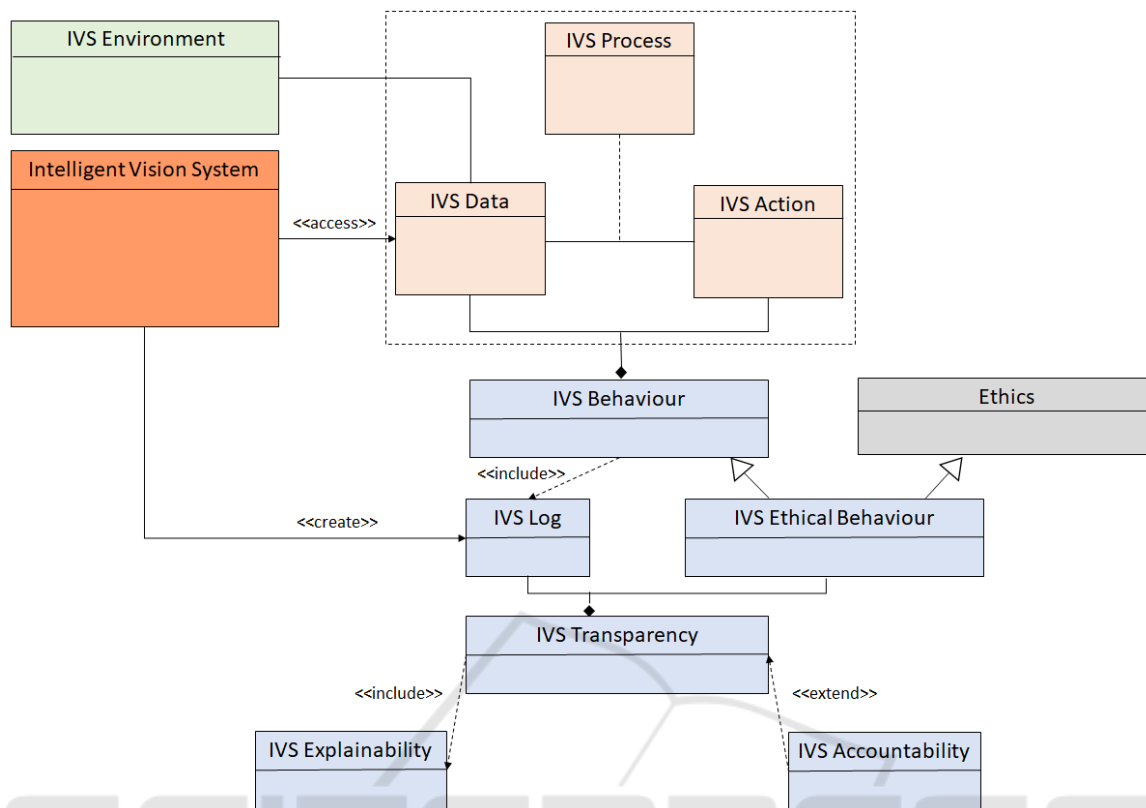 IVS Environment
IVS Process
Intelligent Vision System
IVS Data
IVS Action
<<access>>
IVS Behaviour
Ethics
<<include>>
IVS Log
IVS Ethical Behaviour
<<create>>
IVS Transparency
<<include>>
<<extend>>
IVS Explainability
IVS Accountability